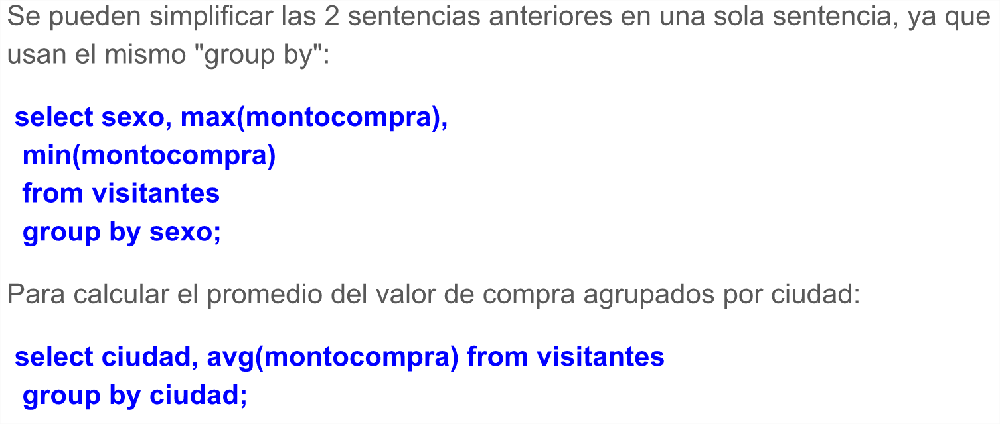 Se pueden simplificar las 2 sentencias anteriores en una sola sentencia, ya que
usan el mismo "group by":
select sexo, max(montocompra),
min(montocompra)
from visitantes
group by sexo;
Para calcular el promedio del valor de compra agrupados por ciudad:
select ciudad, avg(montocompra) from visitantes
group by ciudad;